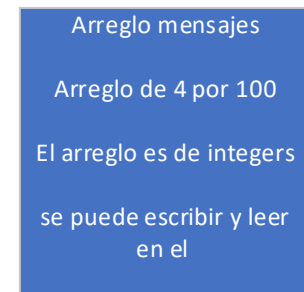 Arreglo mensajes
Arreglo de 4 por 100
El arreglo es de integers
se puede escribir y leer
en el